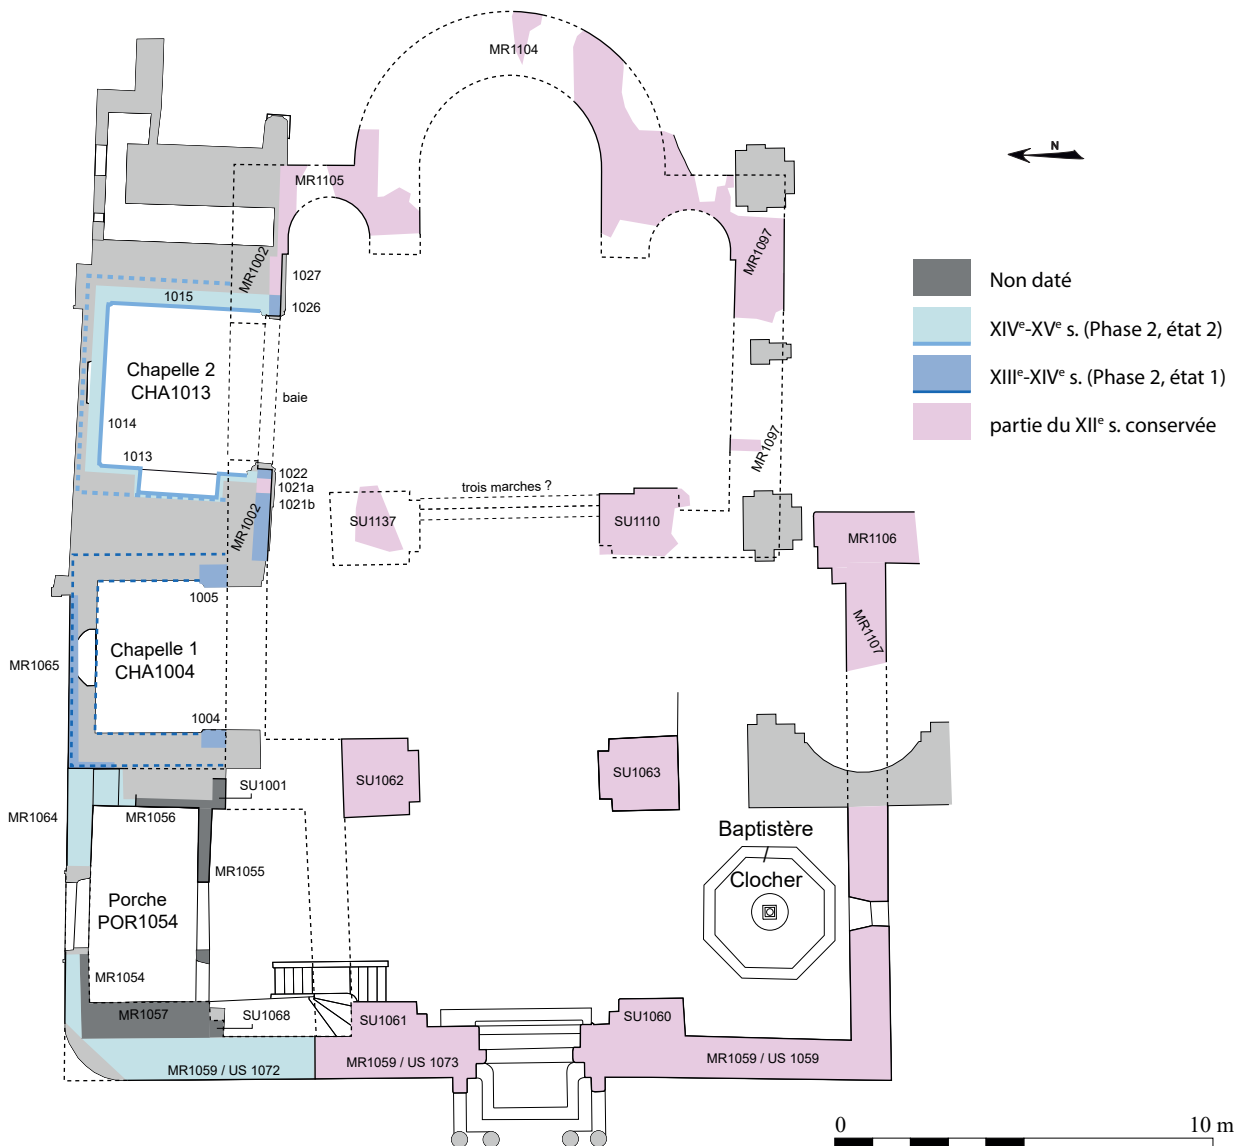 MR1104
N
MR1105
MR1002
1027
1015
1026
MR1097
Non daté
XIVᵉ-XVᵉ s. (Phase 2, état 2)
XIIIᵉ-XIVᵉ s. (Phase 2, état 1)
partie du XIIᵉ s. conservée
Chapelle 2
CHA1013
baie
1014
1013
MR1097
1022
1021a
1021b
trois marches ?
MR1002
SU1137
SU1110
MR1106
1005
MR1107
Chapelle 1
CHA1004
MR1065
1004
SU1062
SU1063
SU1001
MR1064
MR1056
Baptistère
MR1055
Clocher
Porche
POR1054
MR1054
MR1057
SU1068
SU1061
SU1060
MR1059 / US 1072
MR1059 / US 1073
MR1059 / US 1059
0
10 m